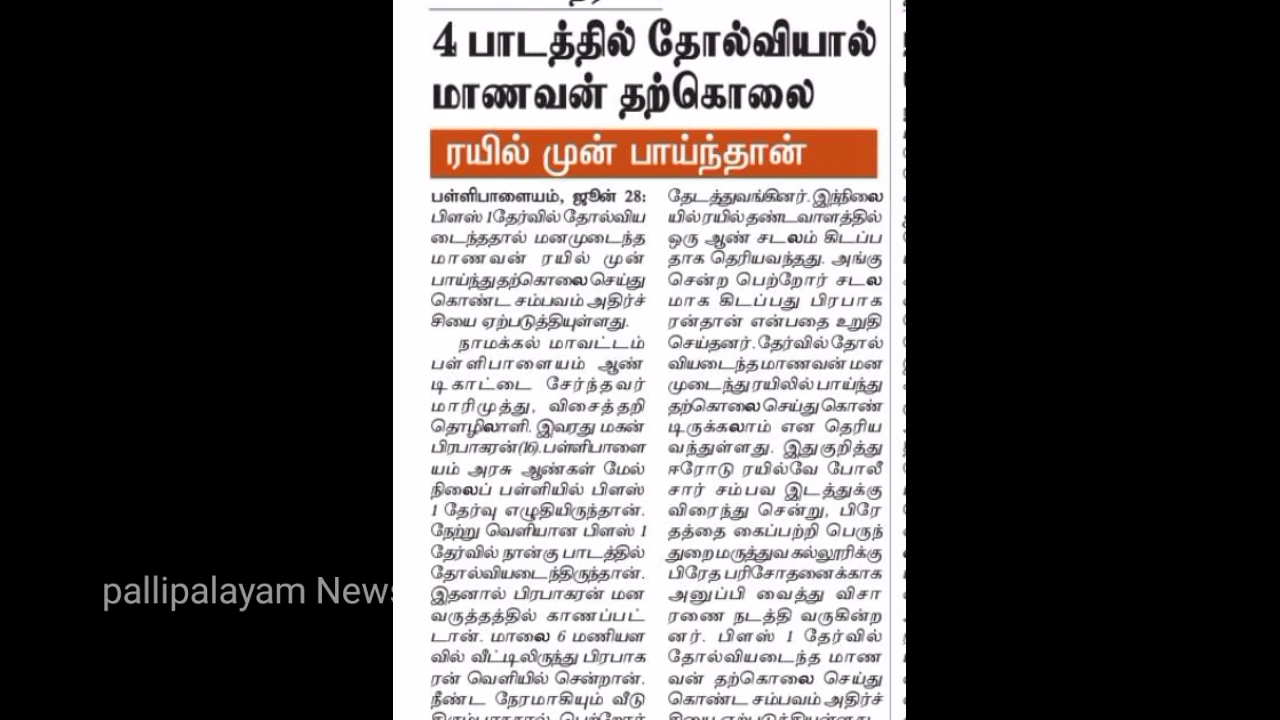 4 பாடத்தில் தோல்வியால்
மாணவன் தற்கொலை
ரயில் முன் பாய்ந்தான்
பள்ளிபாளையம், ஜூன் 28:
பிளஸ் 1தேர்வில் தோல்விய
டைந்ததால் மனமுடைந்த
மாணவன் ரயில் முன்
பாய்ந்து தற்கொலை செய்து
கொண்ட சம்பவம் அதிர்ச்
சியை ஏற்படுத்தியுள்ளது.
நாமக்கல் மாவட்டம்
பள்ளிபாளையம் ஆண்
டிகாட்டை சேர்ந்தவர்
மாரிமுத்து, விசைத்தறி
தொழிலாளி. இவரது மகன்
பிரபாகரன்(16). பள்ளிபாளை
யம் அரசு ஆண்கள் மேல்
நிலைப் பள்ளியில் பிளஸ்
1 தேர்வு எழுதியிருந்தான்.
நேற்று வெளியான பிளஸ் 1
தேர்வில் நான்கு பாடத்தில்
தோல்வியடைந்திருந்தான்.
இதனால் பிரபாகரன் மன
வருத்தத்தில் காணப்பட்
டான். மாலை 6 மணியள
வில் வீட்டிலிருந்து பிரபாக
ரன் வெளியில் சென்றான்.
நீண்ட நேரமாகியும் வீடு
தேடத்துவங்கினர். இந்நிலை
யில் ரயில் தண்டவாளத்தில்
ஒரு ஆண் சடலம் கிடப்ப
தாக தெரியவந்தது. அங்கு
சென்ற பெற்றோர் சடல
மாக கிடப்பது பிரபாக
ரன்தான் என்பதை உறுதி
செய்தனர். தேர்வில் தோல்
வியடைந்த மாணவன் மன
முடைந்து ரயிலில் பாய்ந்து
தற்கொலை செய்து கொண்
டிருக்கலாம் என தெரிய
வந்துள்ளது. இதுகுறித்து
ஈரோடு ரயில்வே போலீ
சார் சம்பவ இடத்துக்கு
விரைந்து சென்று, பிரே
தத்தை கைப்பற்றி பெருந்
துறை மருத்துவ கல்லூரிக்கு
பிரேத பரிசோதனைக்காக
அனுப்பி வைத்து விசா
ரணை நடத்தி வருகின்ற
னர். பிளஸ் 1 தேர்வில்
தோல்வியடைந்த மாண
வன் தற்கொலை செய்து
கொண்ட சம்பவம் அதிர்ச்
pallipalayam News